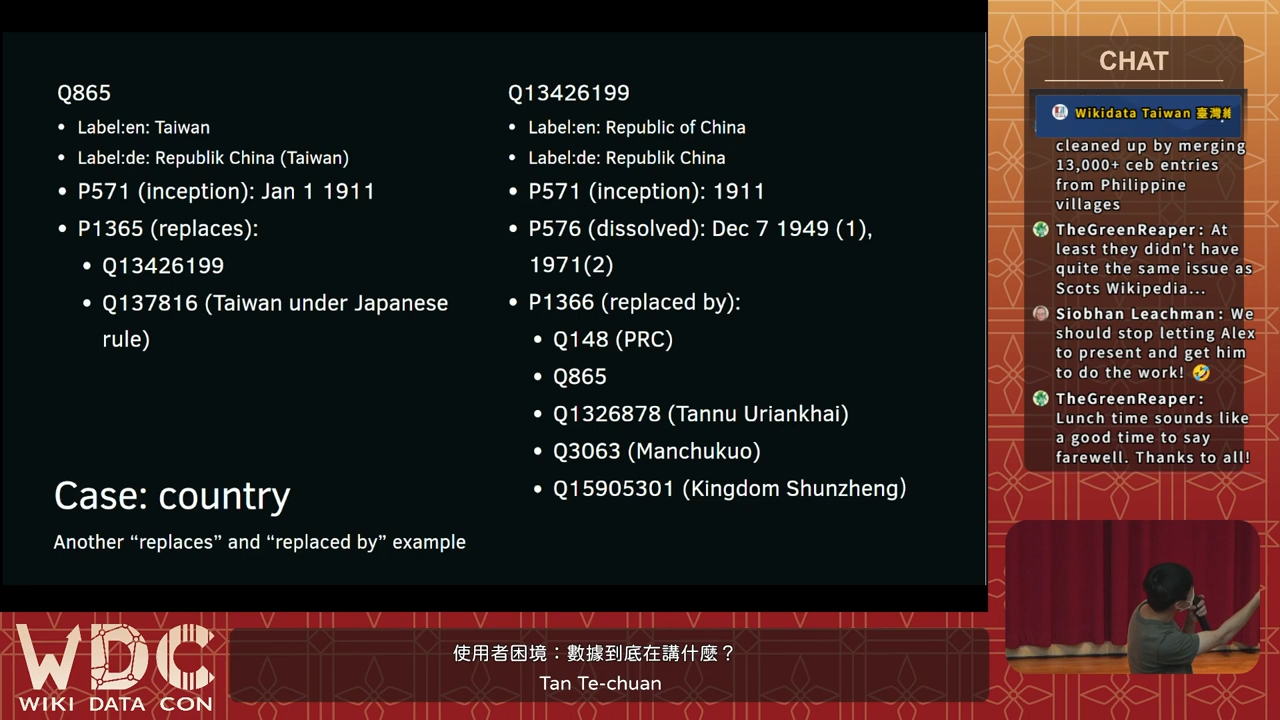 Q865
• Label:en: Taiwan
• Label:de: Republik China (Taiwan)
• P571 (inception): Jan 1 1911
• P1365 (replaces):
• Q13426199
• Q137816 (Taiwan under Japanese
rule)
Case: country
Another “replaces” and “replaced by” example
Q13426199
• Label:en: Republic of China
• Label:de: Republik China
• P571 (inception): 1911
• P576 (dissolved): Dec 7 1949 (1),
1971(2)
• P1366 (replaced by):
• Q148 (PRC)
• Q865
• Q1326878 (Tannu Uriankhai)
• Q3063 (Manchukuo)
• Q15905301 (Kingdom Shunzheng)
CHAT
Wikidata Taiwan 臺灣維
cleaned up by merging
13,000+ ceb entries
from Philippine
villages
TheGreenReaper: At
least they didn't have
quite the same issue as
Scots Wikipedia...
Siobhan Leachman: We
should stop letting Alex
to present and get him
to do the work! 🤣
TheGreenReaper:
Lunch time sounds like
a good time to say
farewell. Thanks to all!
WDC
WIKI DATA CON
使用者困境：數據到底在講什麼？
Tan Te-chuan